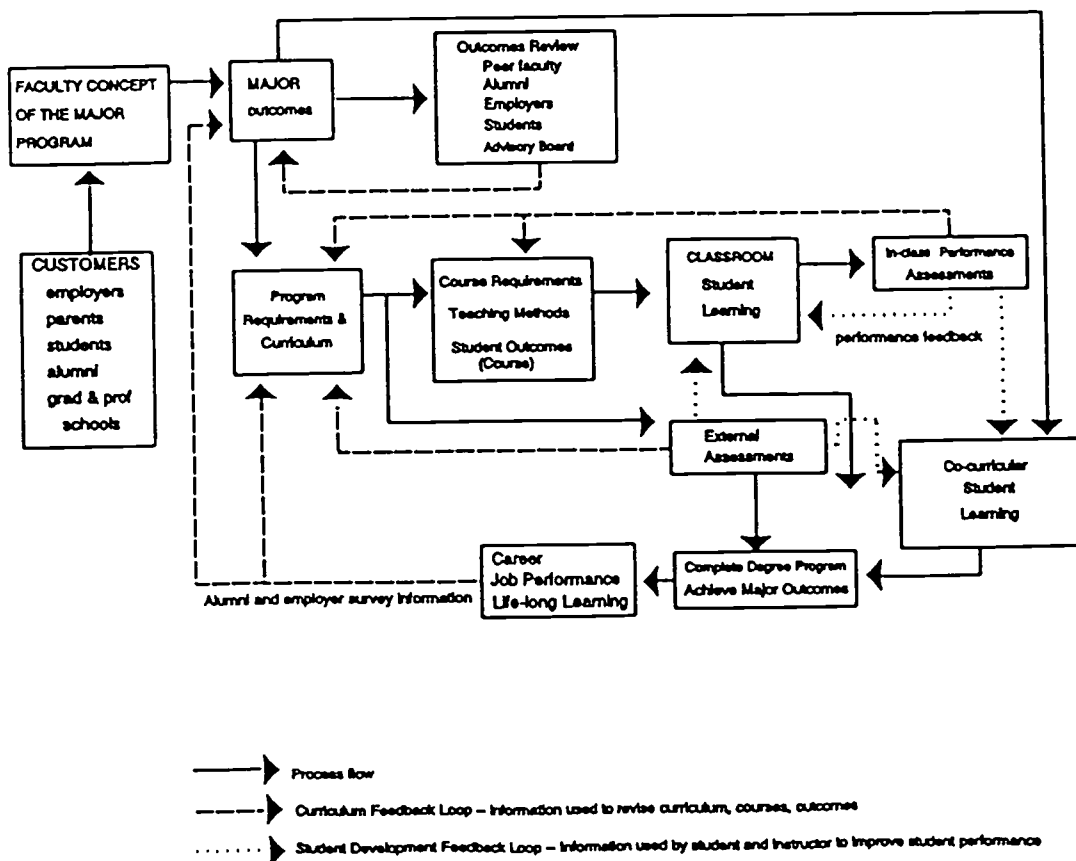 FACULTY CONCEPT
OF THE MAJOR
PROGRAM
MAJOR
outcomes
Outcomes Review
Peer faculty
Alumni
Employers
Students
Advisory Board
CUSTOMERS
employers
parents
students
alumni
grad & prof
schools
Program
Requirements &
Curriculum
Course Requirements
Teaching Methods
Student Outcomes
(Course)
CLASSROOM
Student
Learning
In-class Performance
Assessments
performance feedback
External
Assessments
Co-curricular
Student
Learning
Career
Job Performance
Life-long Learning
Complete Degree Program
Achieve Major Outcomes
Alumni and employer survey information
Process flow
Curriculum Feedback Loop – Information used to revise curriculum, courses, outcomes
Student Development Feedback Loop – Information used by student and instructor to improve student performance